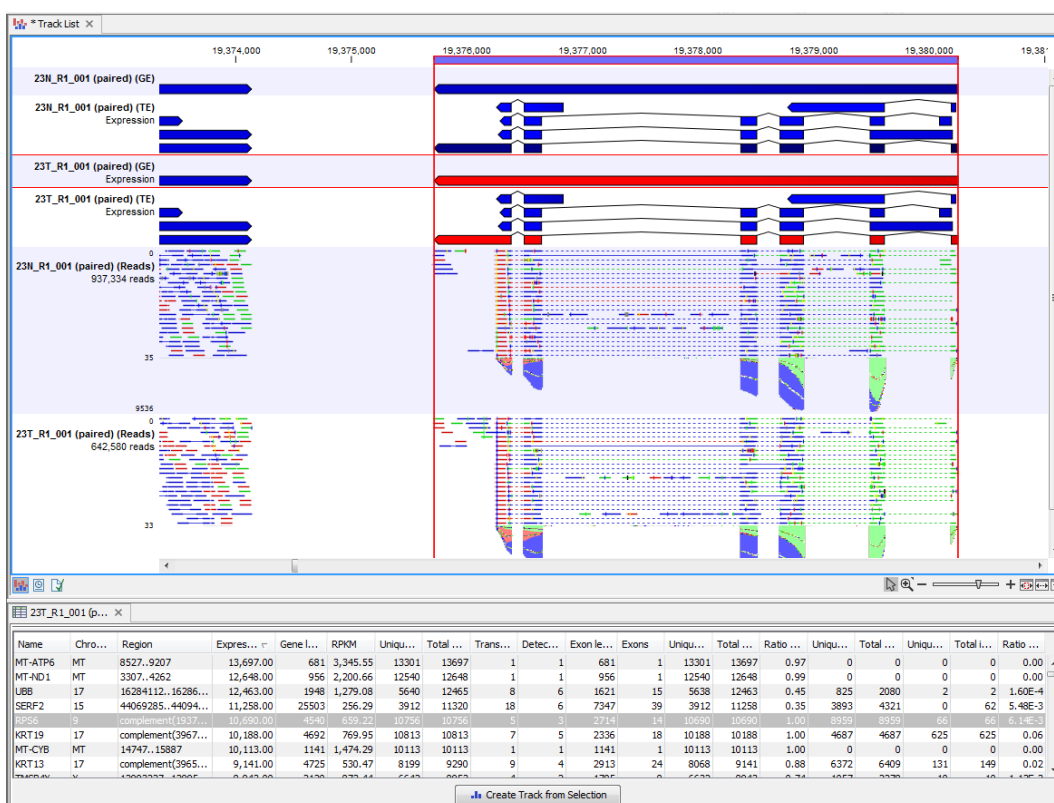 * Track List
19,374,000 19,375,000 19,376,000 19,377,000 19,378,000 19,379,000 19,380,000 19,381
23N_R1_001 (paired) (GE)
23N_R1_001 (paired) (TE)
Expression
23T_R1_001 (paired) (GE)
Expression
23T_R1_001 (paired) (TE)
Expression
0
23N_R1_001 (paired) (Reads)
937,334 reads
35
9536
0
23T_R1_001 (paired) (Reads)
642,580 reads
33
23T_R1_001 (p...
Name Chro... Region Expres... Gene l... RPKM Uniqu... Total ... Trans... Detec... Exon le... Exons Uniqu... Total ... Ratio ... Uniqu... Total ... Total i... Ratio ...
MT-ATP6 MT 8527..9207 13,697.00 681 3,345.55 13301 13697 1 1 681 1 13301 13697 0.97 0 0 0 0.00
MT-ND1 MT 3307..4262 12,648.00 956 2,200.66 12540 12648 1 1 956 1 12540 12648 0.99 0 0 0 0.00
UBB 17 16284112..16286... 12,463.00 1948 1,279.08 5640 12465 8 6 1621 15 5638 12463 0.45 825 2080 2 2 1.60E-4
SERF2 15 44069285..44094... 11,258.00 25503 256.29 3912 11320 18 6 7347 39 3912 11258 0.35 3893 4321 0 62 5.48E-3
RPS6 9 complement(1937... 10,690.00 4540 659.22 10756 10756 5 3 2714 14 10690 10690 1.00 8959 8959 66 66 6.14E-3
KRT19 17 complement(3967... 10,188.00 4692 769.95 10813 10813 7 5 2336 18 10188 10188 1.00 4687 4687 625 625 0.06
MT-CYB MT 14747..15887 10,113.00 1141 1,474.29 10113 10113 1 1 1141 1 10113 10113 1.00 0 0 0 0.00
KRT13 17 complement(3965... 9,141.00 4725 530.47 8199 9290 9 4 2913 24 8068 9141 0.88 6372 6409 131 149 0.02
Create Track from Selection